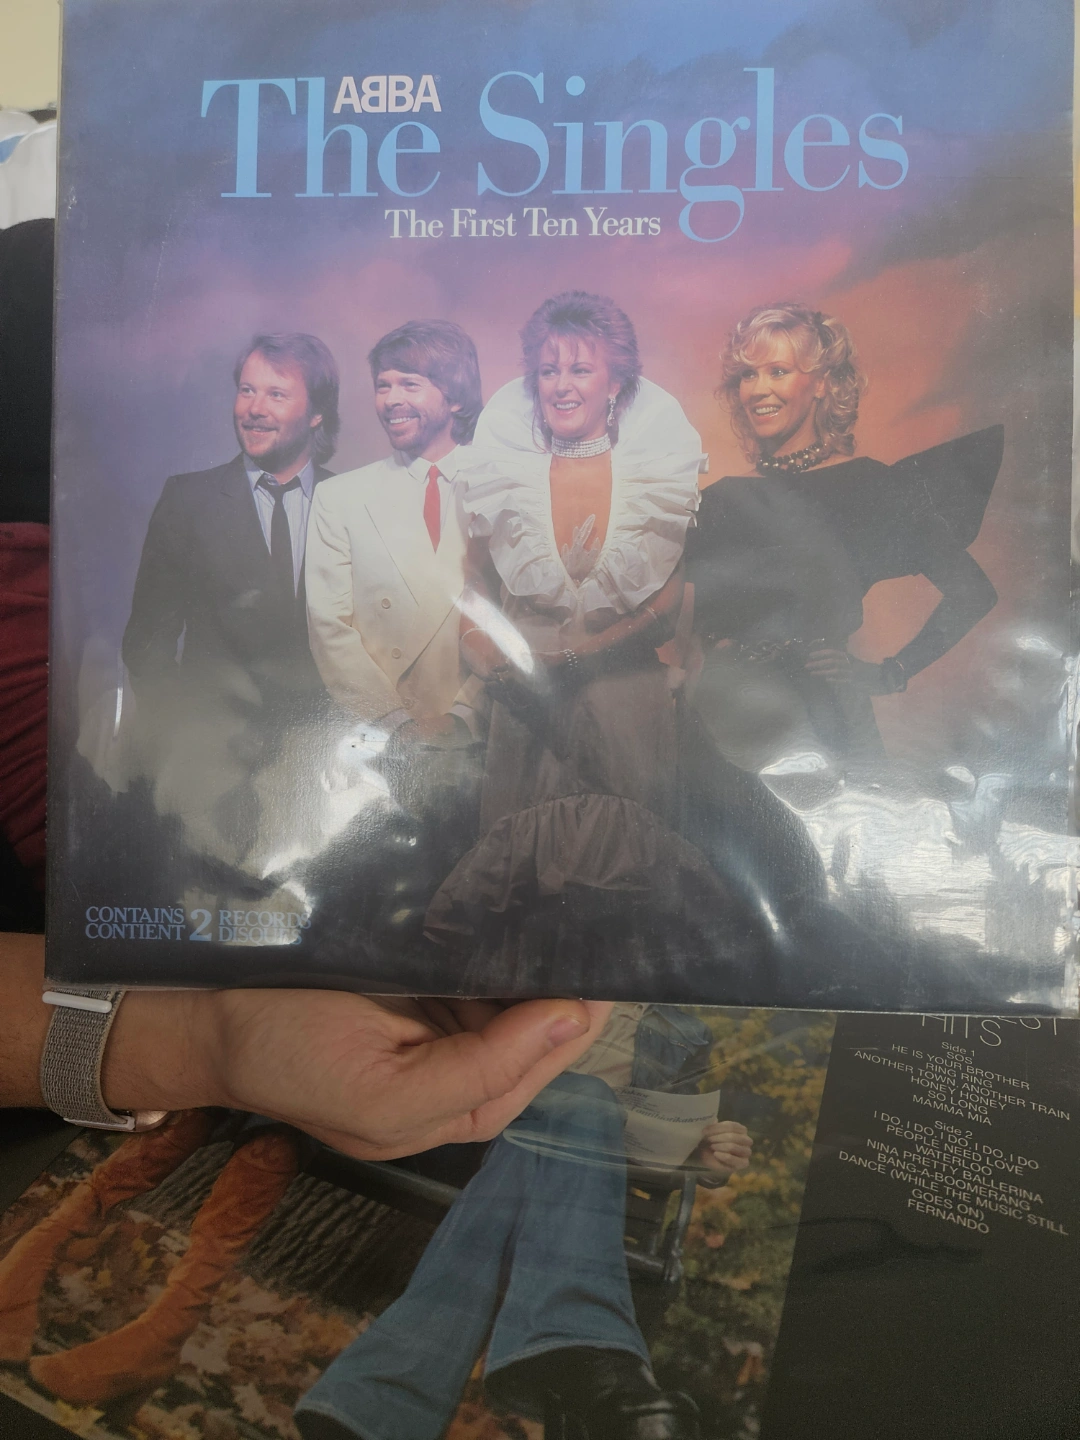 ABBA
The Singles
The First Ten Years
CONTAINS 2 RECORDS
CONTIENT DISQUES
HITS
Side 1
SOS
HE IS YOUR BROTHER
RING RING
ANOTHER TOWN, ANOTHER TRAIN
HONEY HONEY
SO LONG
MAMMA MIA
Side 2
I DO, I DO, I DO, I DO, I DO
PEOPLE NEED LOVE
WATERLOO
NINA PRETTY BALLERINA
BANG-A-BOOMERANG
DANCE (WHILE THE MUSIC STILL
GOES ON)
FERNANDO